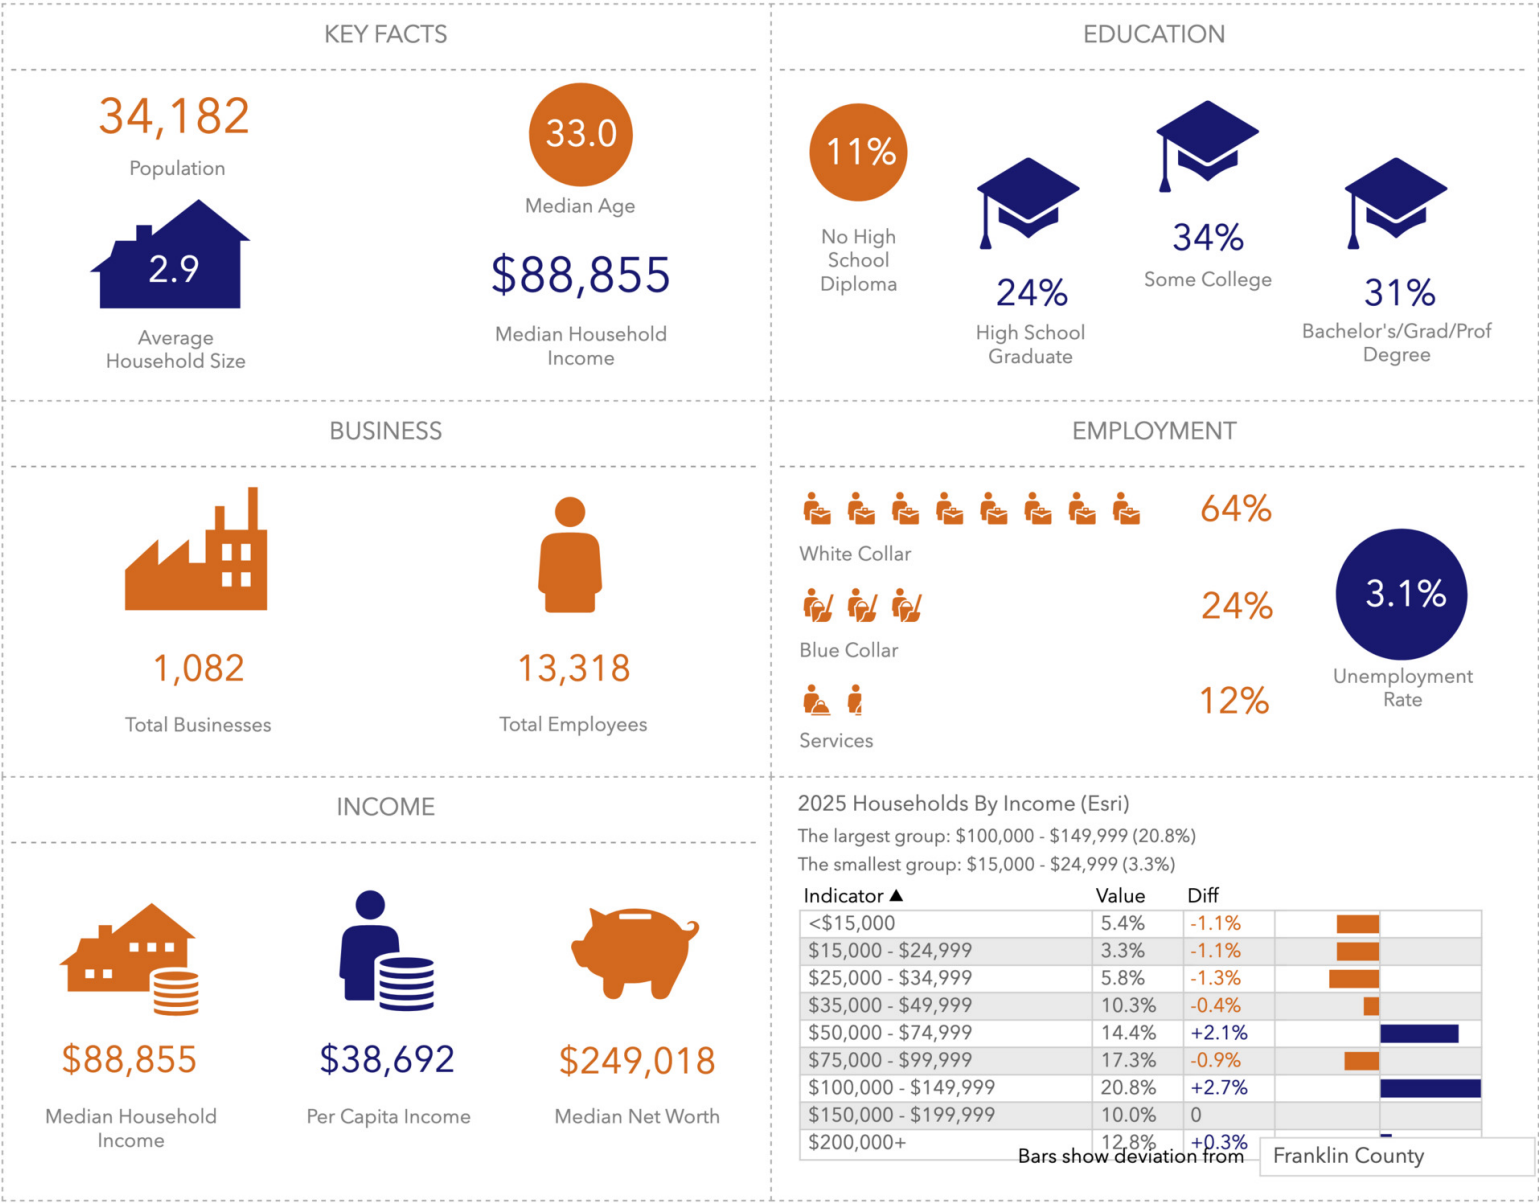 KEY FACTS
34,182
Population
33.0
Median Age
2.9
Average
Household Size
$88,855
Median Household
Income
EDUCATION
11%
No High
School
Diploma
24%
High School
Graduate
34%
Some College
31%
Bachelor's/Grad/Prof
Degree
BUSINESS
1,082
Total Businesses
13,318
Total Employees
EMPLOYMENT
64%
White Collar
24%
Blue Collar
12%
Services
3.1%
Unemployment
Rate
INCOME
$88,855
Median Household
Income
$38,692
Per Capita Income
$249,018
Median Net Worth
2025 Households By Income (Esri)
The largest group: $100,000 - $149,999 (20.8%)
The smallest group: $15,000 - $24,999 (3.3%)
Indicator ▲ Value Diff
<$15,000 5.4% -1.1%
$15,000 - $24,999 3.3% -1.1%
$25,000 - $34,999 5.8% -1.3%
$35,000 - $49,999 10.3% -0.4%
$50,000 - $74,999 14.4% +2.1%
$75,000 - $99,999 17.3% -0.9%
$100,000 - $149,999 20.8% +2.7%
$150,000 - $199,999 10.0% 0
$200,000+ 12.8% +0.3%
Bars show deviation from Franklin County